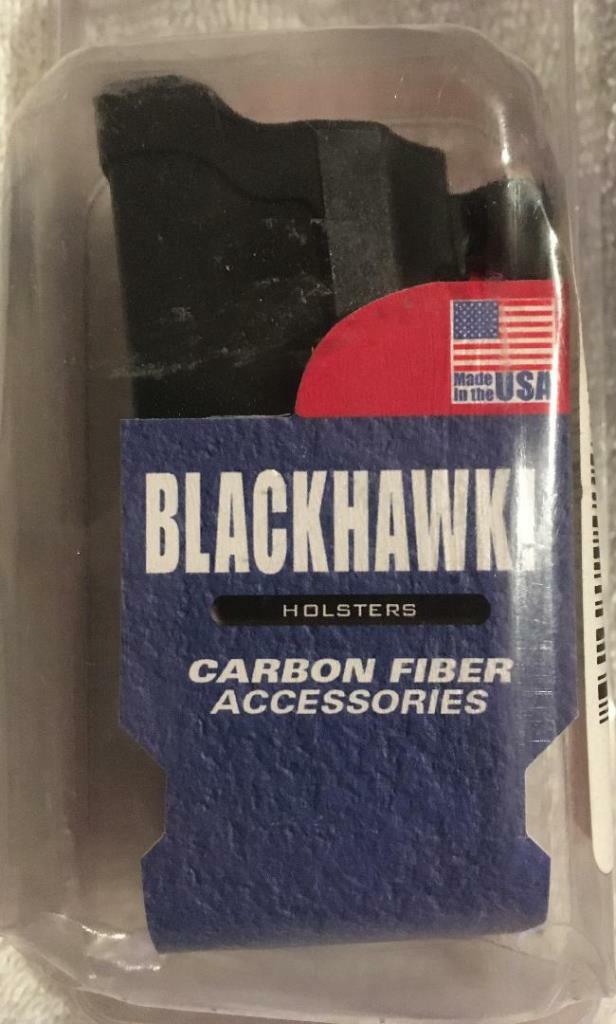 Made
in the USA
BLACKHAWK!
HOLSTERS
CARBON FIBER
ACCESSORIES